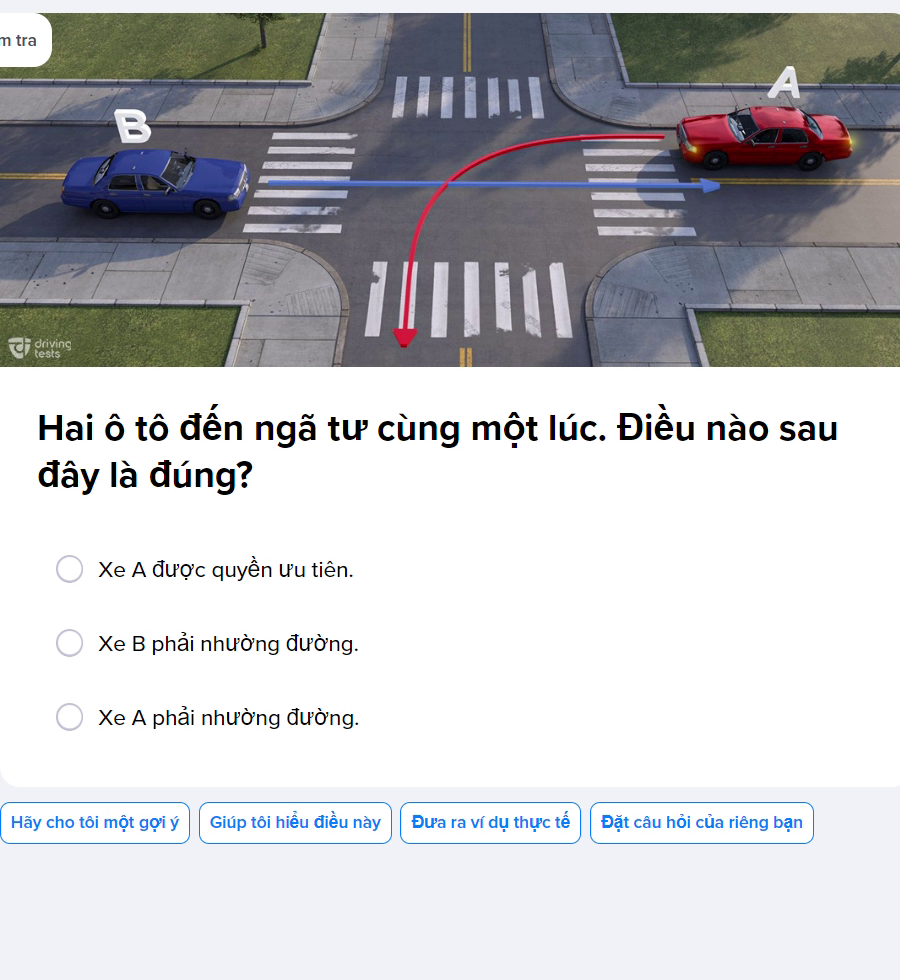 m tra
A
B
driving
tests
Hai ô tô đến ngã tư cùng một lúc. Điều nào sau
đây là đúng?
Xe A được quyền ưu tiên.
Xe B phải nhường đường.
Xe A phải nhường đường.
Hãy cho tôi một gợi ý
Giúp tôi hiểu điều này
Đưa ra ví dụ thực tế
Đặt câu hỏi của riêng bạn